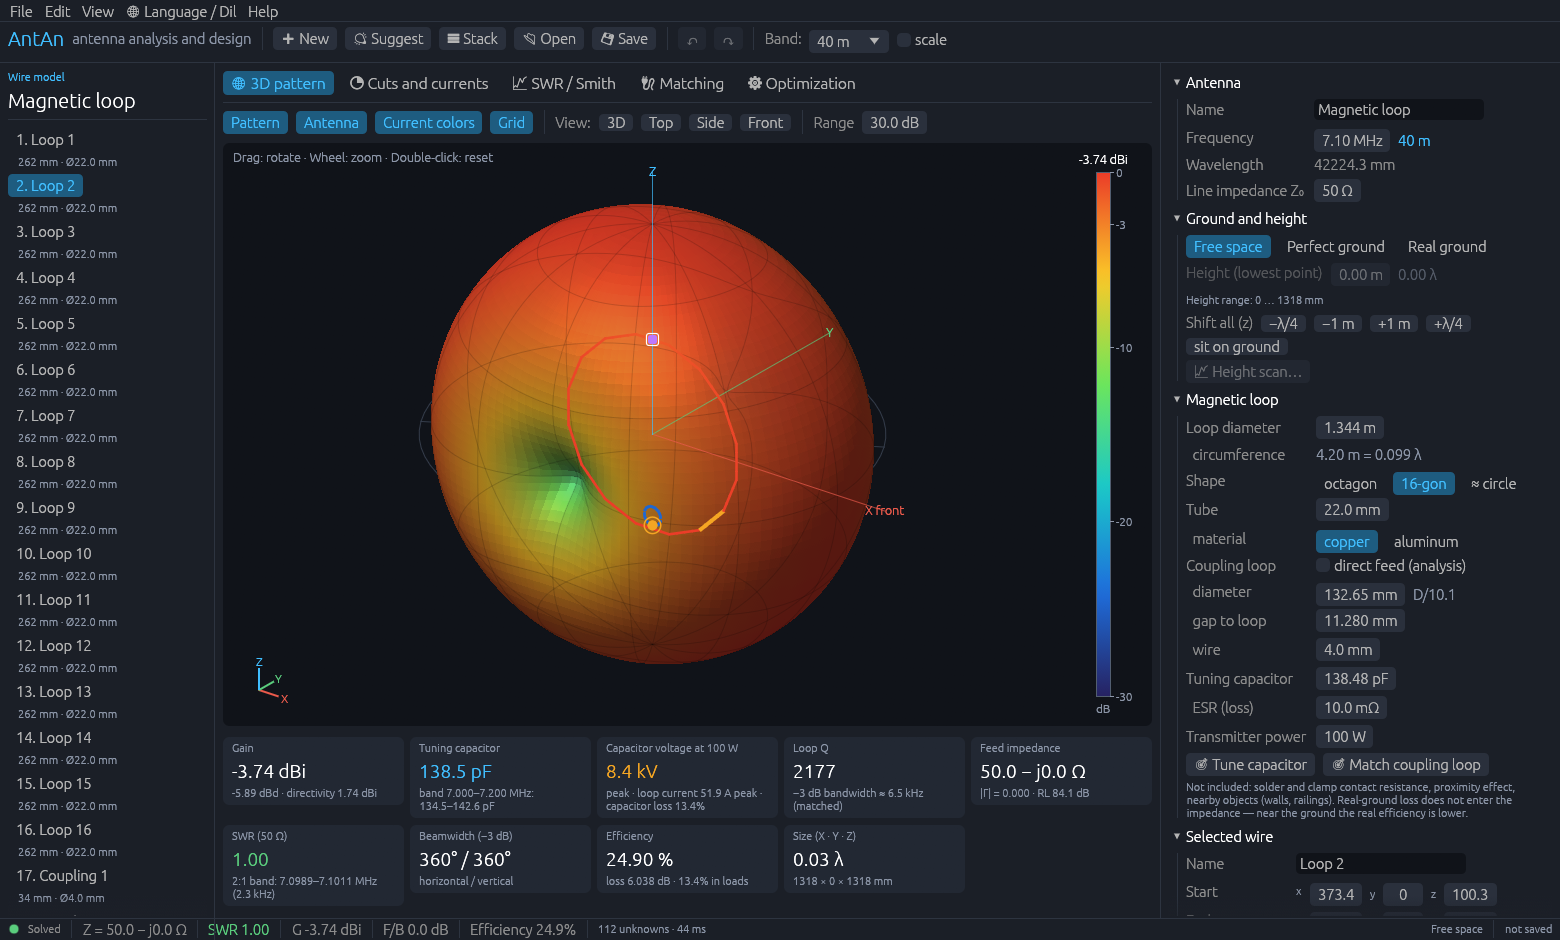 File Edit View Language / Dil Help
AntAn antenna analysis and design + New Suggest Stack Open Save Band: 40 m scale
Wire model
Magnetic loop
1. Loop 1
262 mm · Ø22.0 mm
2. Loop 2
262 mm · Ø22.0 mm
3. Loop 3
262 mm · Ø22.0 mm
4. Loop 4
262 mm · Ø22.0 mm
5. Loop 5
262 mm · Ø22.0 mm
6. Loop 6
262 mm · Ø22.0 mm
7. Loop 7
262 mm · Ø22.0 mm
8. Loop 8
262 mm · Ø22.0 mm
9. Loop 9
262 mm · Ø22.0 mm
10. Loop 10
262 mm · Ø22.0 mm
11. Loop 11
262 mm · Ø22.0 mm
12. Loop 12
262 mm · Ø22.0 mm
13. Loop 13
262 mm · Ø22.0 mm
14. Loop 14
262 mm · Ø22.0 mm
15. Loop 15
262 mm · Ø22.0 mm
16. Loop 16
262 mm · Ø22.0 mm
17. Coupling 1
34 mm · Ø4.0 mm
3D pattern Cuts and currents SWR / Smith Matching Optimization
Pattern Antenna Current colors Grid View: 3D Top Side Front Range 30.0 dB
Drag: rotate · Wheel: zoom · Double-click: reset
-3.74 dBi
0
-3
-10
-20
-30
dB
Z
Y
X front
Z
Y
X
Gain
-3.74 dBi
-5.89 dBd · directivity 1.74 dBi
Tuning capacitor
138.5 pF
band 7.000–7.200 MHz:
134.5–142.6 pF
Capacitor voltage at 100 W
8.4 kV
peak · loop current 51.9 A peak ·
capacitor loss 13.4%
Loop Q
2177
−3 dB bandwidth ≈ 6.5 kHz
(matched)
Feed impedance
50.0 − j0.0 Ω
|Γ| = 0.000 · RL 84.1 dB
SWR (50 Ω)
1.00
2:1 band: 7.0989–7.1011 MHz
(2.3 kHz)
Beamwidth (−3 dB)
360° / 360°
horizontal / vertical
Efficiency
24.90 %
loss 6.038 dB · 13.4% in loads
Size (X · Y · Z)
0.03 λ
1318 × 0 × 1318 mm
Antenna
Name Magnetic loop
Frequency 7.10 MHz 40 m
Wavelength 42224.3 mm
Line impedance Z₀ 50 Ω
Ground and height
Free space Perfect ground Real ground
Height (lowest point) 0.00 m 0.00 λ
Height range: 0 … 1318 mm
Shift all (z) −λ/4 −1 m +1 m +λ/4
sit on ground
Height scan…
Magnetic loop
Loop diameter 1.344 m
circumference 4.20 m = 0.099 λ
Shape octagon 16-gon ≈ circle
Tube 22.0 mm
material copper aluminum
Coupling loop direct feed (analysis)
diameter 132.65 mm D/10.1
gap to loop 11.280 mm
wire 4.0 mm
Tuning capacitor 138.48 pF
ESR (loss) 10.0 mΩ
Transmitter power 100 W
Tune capacitor Match coupling loop
Not included: solder and clamp contact resistance, proximity effect,
nearby objects (walls, railings). Real-ground loss does not enter the
impedance — near the ground the real efficiency is lower.
Selected wire
Name Loop 2
Start x 373.4 y 0 z 100.3
Solved Z = 50.0 − j0.0 Ω SWR 1.00 G -3.74 dBi F/B 0.0 dB Efficiency 24.9% 112 unknowns · 44 ms Free space not saved